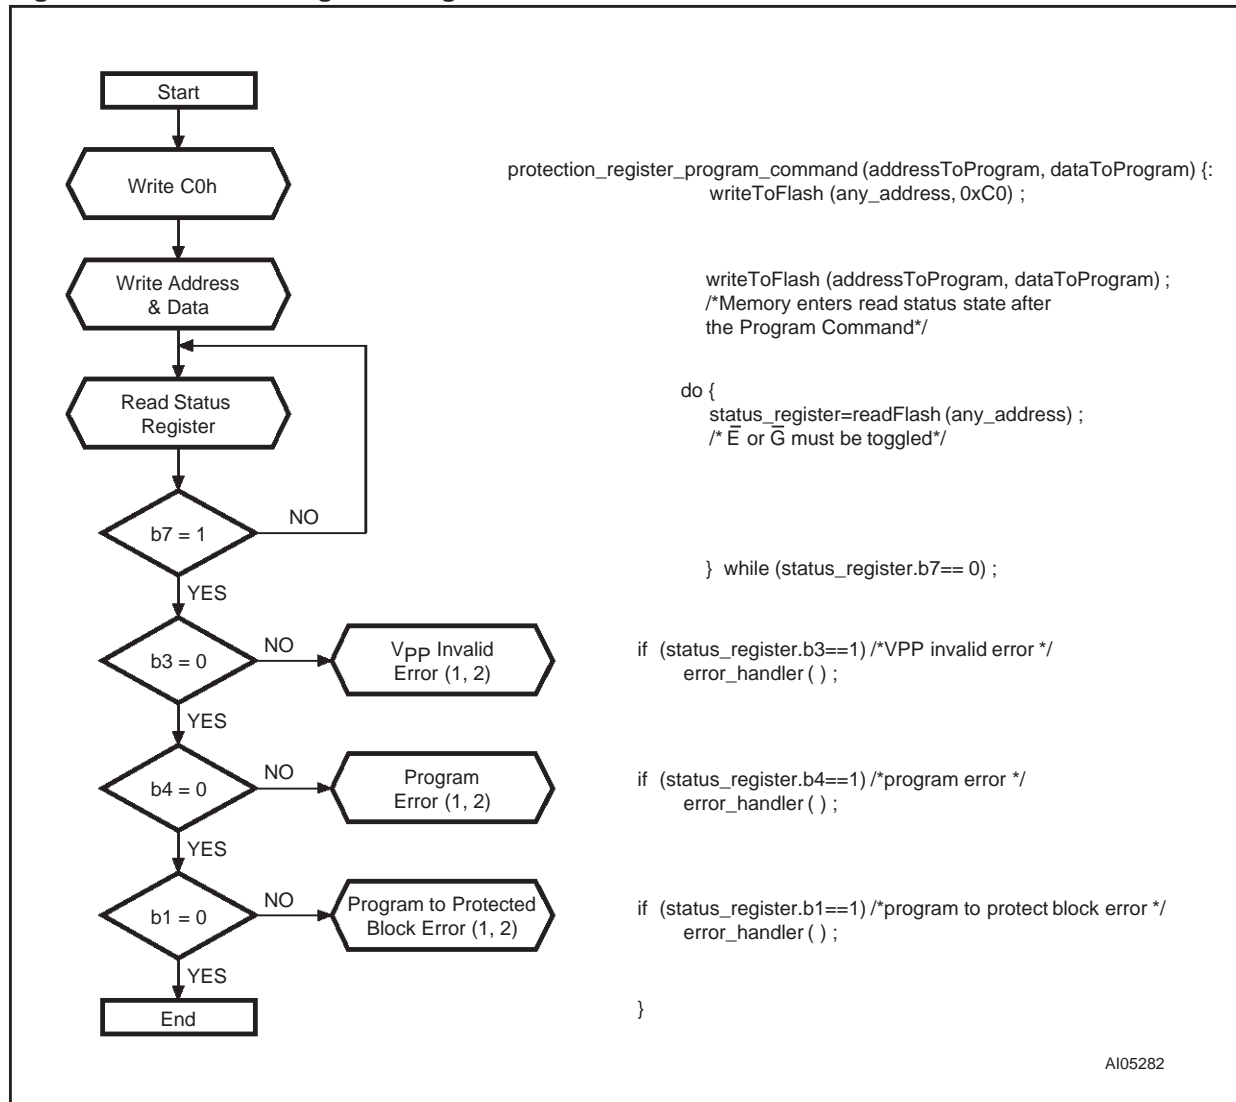 Start
Write C0h
protection_register_program_command (addressToProgram, dataToProgram) {:
writeToFlash (any_address, 0xC0) ;
Write Address
& Data
writeToFlash (addressToProgram, dataToProgram) ;
/*Memory enters read status state after
the Program Command*/
Read Status
Register
do {
status_register=readFlash (any_address) ;
/* E̅ or G̅ must be toggled*/
b7 = 1
NO
YES
} while (status_register.b7== 0) ;
b3 = 0
NO
YES
VPP Invalid
Error (1, 2)
if (status_register.b3==1) /*VPP invalid error */
error_handler ( ) ;
b4 = 0
NO
YES
Program
Error (1, 2)
if (status_register.b4==1) /*program error */
error_handler ( ) ;
b1 = 0
NO
YES
Program to Protected
Block Error (1, 2)
if (status_register.b1==1) /*program to protect block error */
error_handler ( ) ;
End
}
AI05282